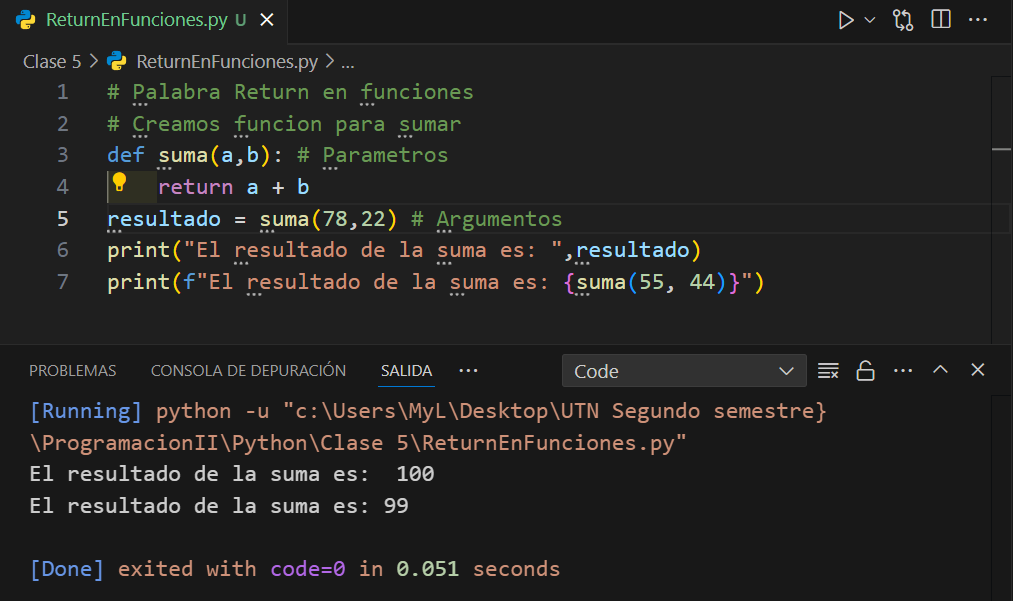 ReturnEnFunciones.py U
Clase 5 > ReturnEnFunciones.py > ...
1 # Palabra Return en funciones
2 # Creamos funcion para sumar
3 def suma(a,b): # Parametros
4 return a + b
5 resultado = suma(78,22) # Argumentos
6 print("El resultado de la suma es: ",resultado)
7 print(f"El resultado de la suma es: {suma(55, 44)}")
PROBLEMAS CONSOLA DE DEPURACIÓN SALIDA ... Code
[Running] python -u "c:\Users\MyL\Desktop\UTN Segundo semestre}
\ProgramacionII\Python\Clase 5\ReturnEnFunciones.py"
El resultado de la suma es:  100
El resultado de la suma es: 99
[Done] exited with code=0 in 0.051 seconds